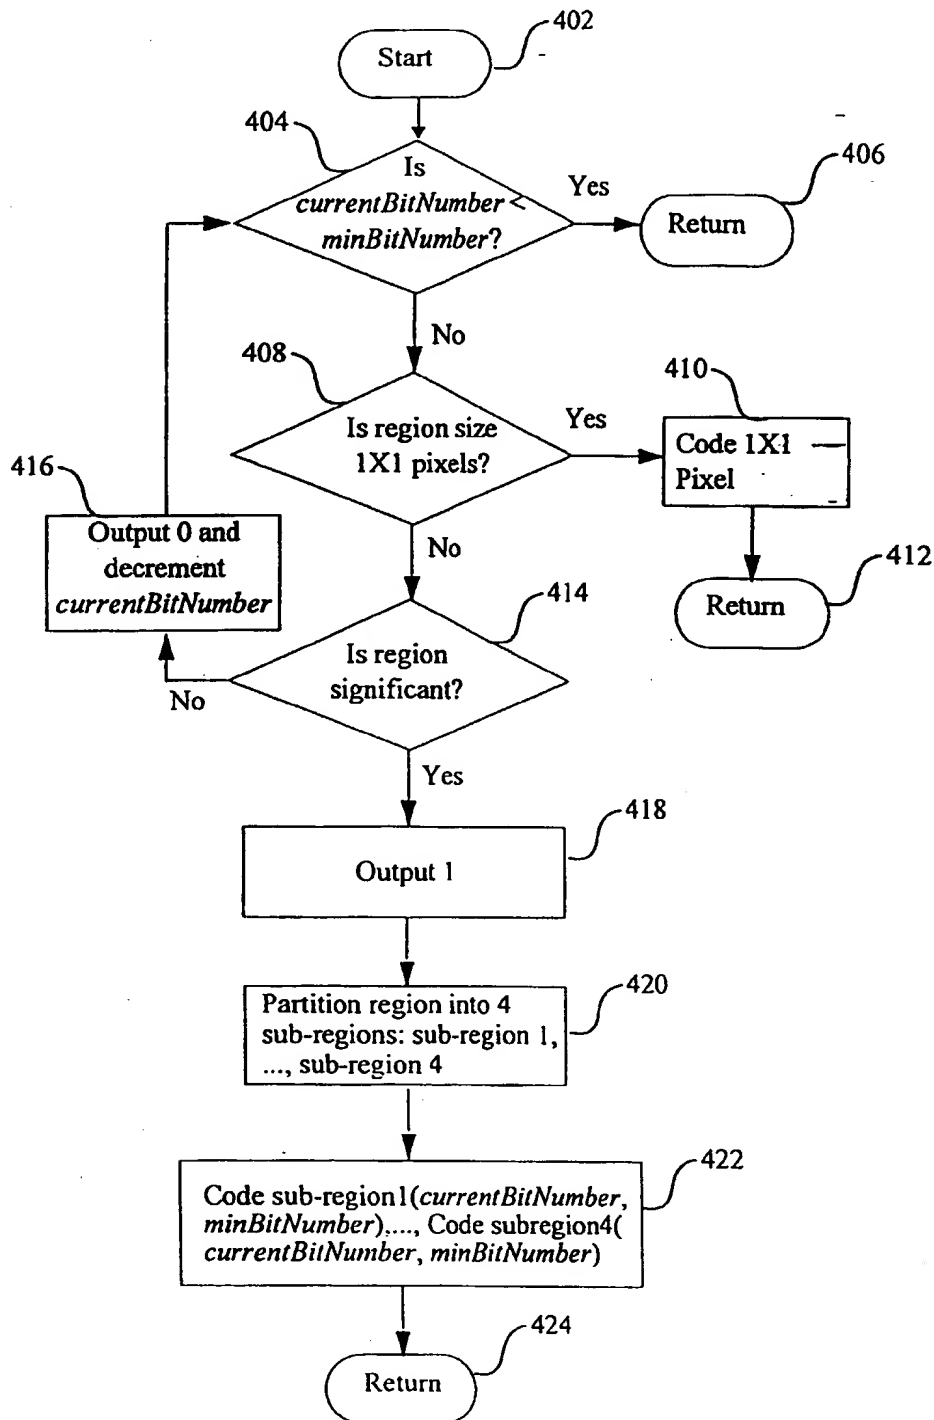 402
Start
404
Is
currentBitNumber <
minBitNumber?
Yes
406
Return
No
408
Is region size
1X1 pixels?
Yes
410
Code 1X1
Pixel
412
Return
416
Output 0 and
decrement
currentBitNumber
No
414
Is region
significant?
No
Yes
418
Output 1
420
Partition region into 4
sub-regions: sub-region 1,
..., sub-region 4
422
Code sub-region1(currentBitNumber,
minBitNumber),..., Code subregion4(
currentBitNumber, minBitNumber)
424
Return